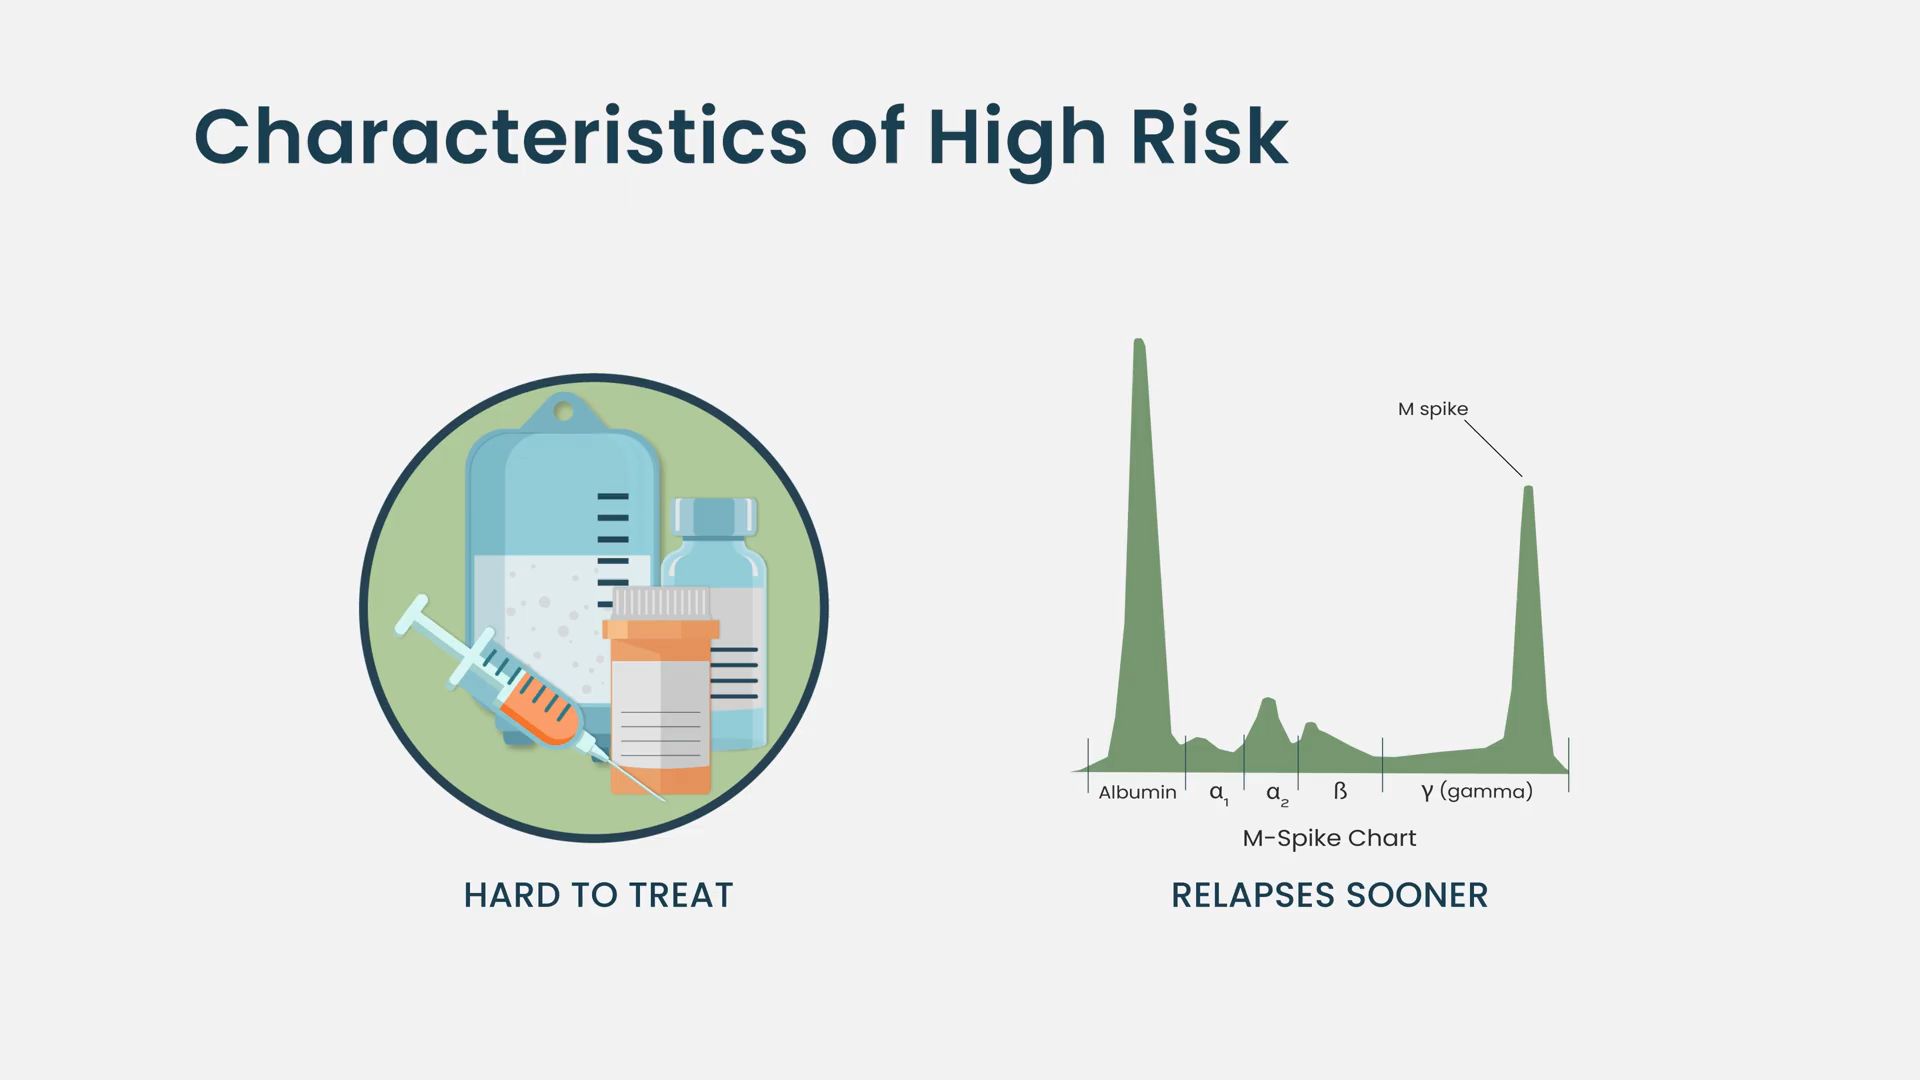 Characteristics of High Risk
HARD TO TREAT
M spike
Albumin α₁ α₂ ß γ (gamma)
M-Spike Chart
RELAPSES SOONER